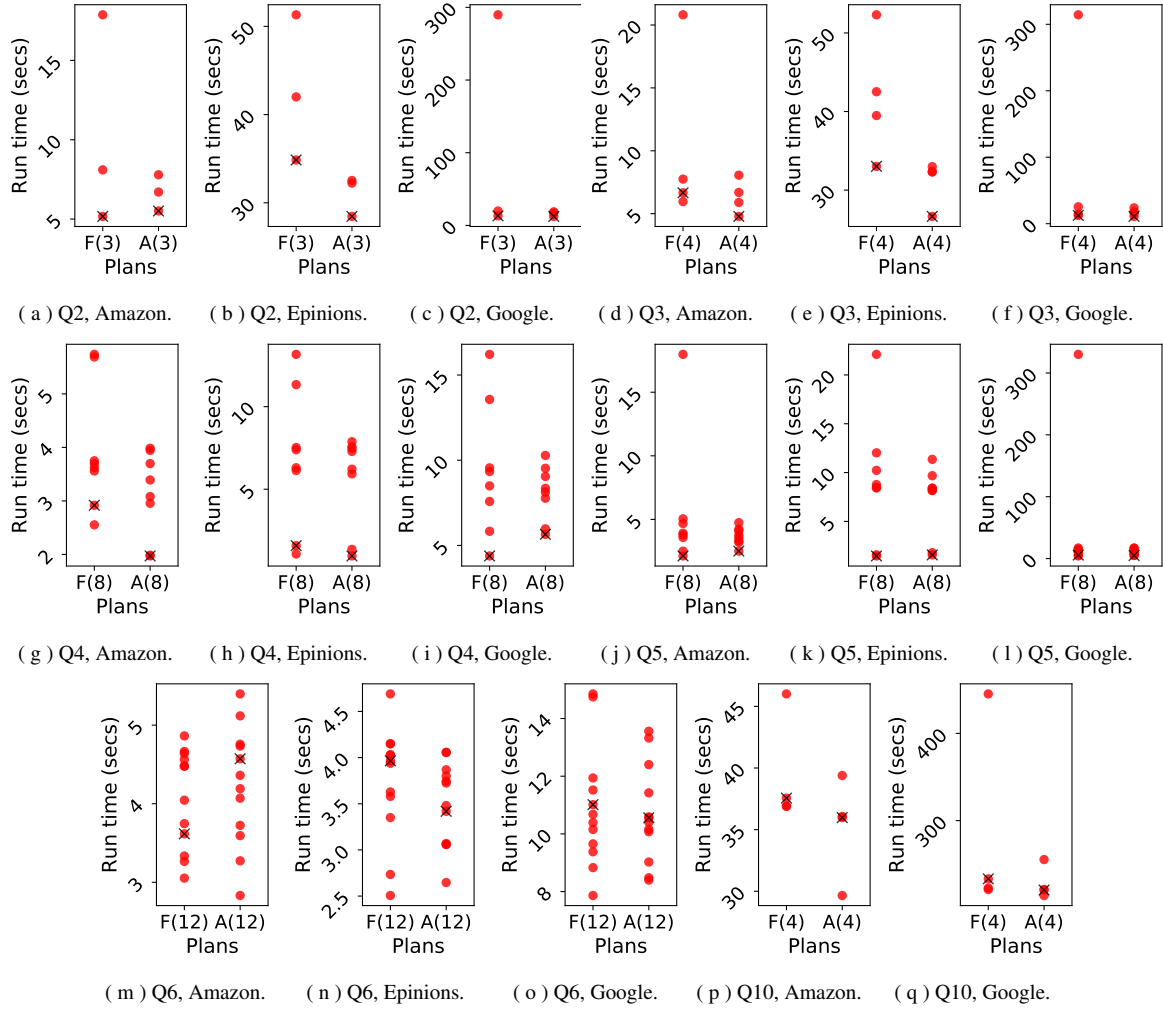 Run time (secs)
15
10
5
F(3) A(3)
Plans
( a ) Q2, Amazon.
Run time (secs)
50
40
30
F(3) A(3)
Plans
( b ) Q2, Epinions.
Run time (secs)
300
200
100
0
F(3) A(3)
Plans
( c ) Q2, Google.
Run time (secs)
20
15
10
5
F(4) A(4)
Plans
( d ) Q3, Amazon.
Run time (secs)
50
40
30
F(4) A(4)
Plans
( e ) Q3, Epinions.
Run time (secs)
300
200
100
0
F(4) A(4)
Plans
( f ) Q3, Google.
Run time (secs)
5
4
3
2
F(8) A(8)
Plans
( g ) Q4, Amazon.
Run time (secs)
10
5
F(8) A(8)
Plans
( h ) Q4, Epinions.
Run time (secs)
15
10
5
F(8) A(8)
Plans
( i ) Q4, Google.
Run time (secs)
15
10
5
F(8) A(8)
Plans
( j ) Q5, Amazon.
Run time (secs)
20
15
10
5
F(8) A(8)
Plans
( k ) Q5, Epinions.
Run time (secs)
300
200
100
0
F(8) A(8)
Plans
( l ) Q5, Google.
Run time (secs)
5
4
3
F(12) A(12)
Plans
( m ) Q6, Amazon.
Run time (secs)
4.5
4.0
3.5
3.0
2.5
F(12) A(12)
Plans
( n ) Q6, Epinions.
Run time (secs)
14
12
10
8
F(12) A(12)
Plans
( o ) Q6, Google.
Run time (secs)
45
40
35
30
F(4) A(4)
Plans
( p ) Q10, Amazon.
Run time (secs)
400
300
F(4) A(4)
Plans
( q ) Q10, Google.